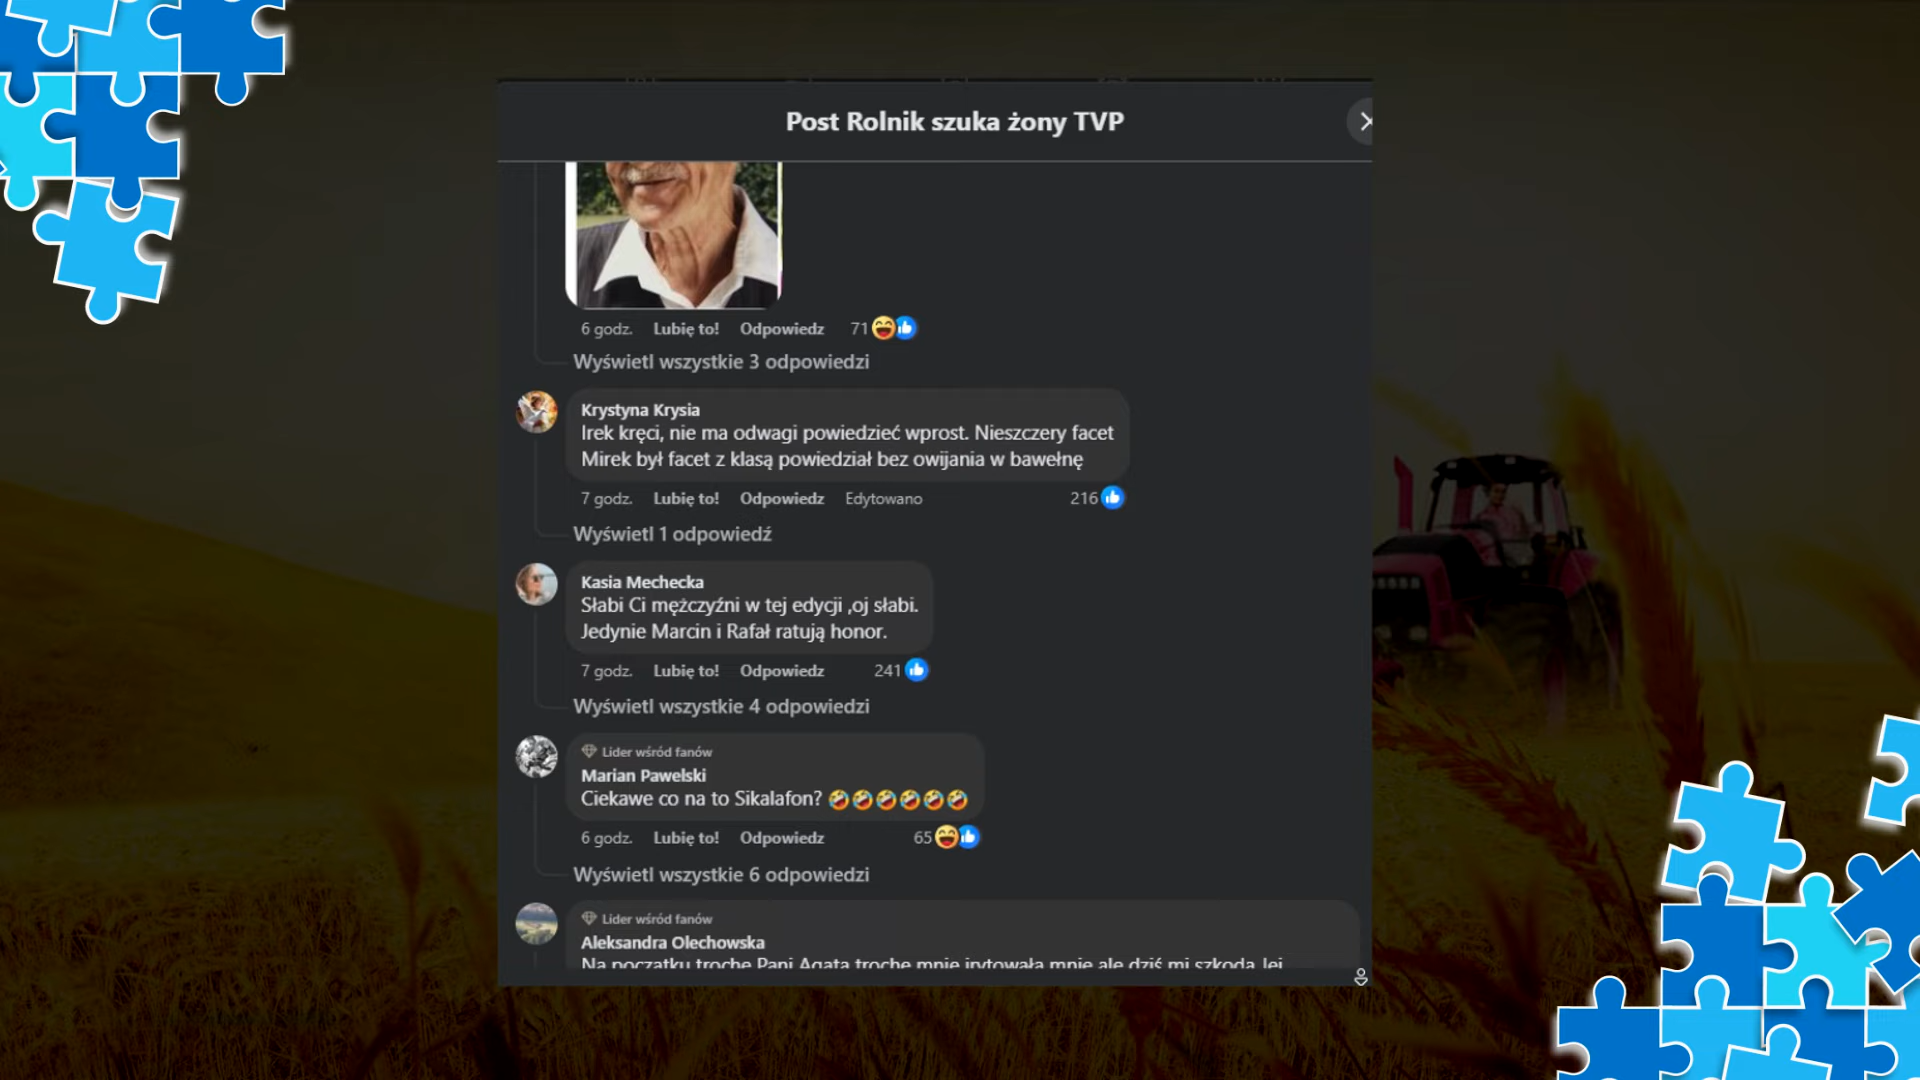 Post Rolnik szuka żony TVP
6 godz. Lubię to! Odpowiedz 71
Wyświetl wszystkie 3 odpowiedzi
Krystyna Krysia
Irek kręci, nie ma odwagi powiedzieć wprost. Nieszczery facet
Mirek był facet z klasą powiedział bez owijania w bawełnę
7 godz. Lubię to! Odpowiedz Edytowano 216
Wyświetl 1 odpowiedź
Kasia Mechecka
Słabi Ci mężczyźni w tej edycji ,oj słabi.
Jedynie Marcin i Rafał ratują honor.
7 godz. Lubię to! Odpowiedz 241
Wyświetl wszystkie 4 odpowiedzi
Lider wśród fanów
Marian Pawelski
Ciekawe co na to Sikalafon? 🤣🤣🤣🤣🤣🤣
6 godz. Lubię to! Odpowiedz 65
Wyświetl wszystkie 6 odpowiedzi
Lider wśród fanów
Aleksandra Olechowska
Na początku trochę Pani Agata trochę mnie irytowała mnie ale dziś mi szkoda Jej